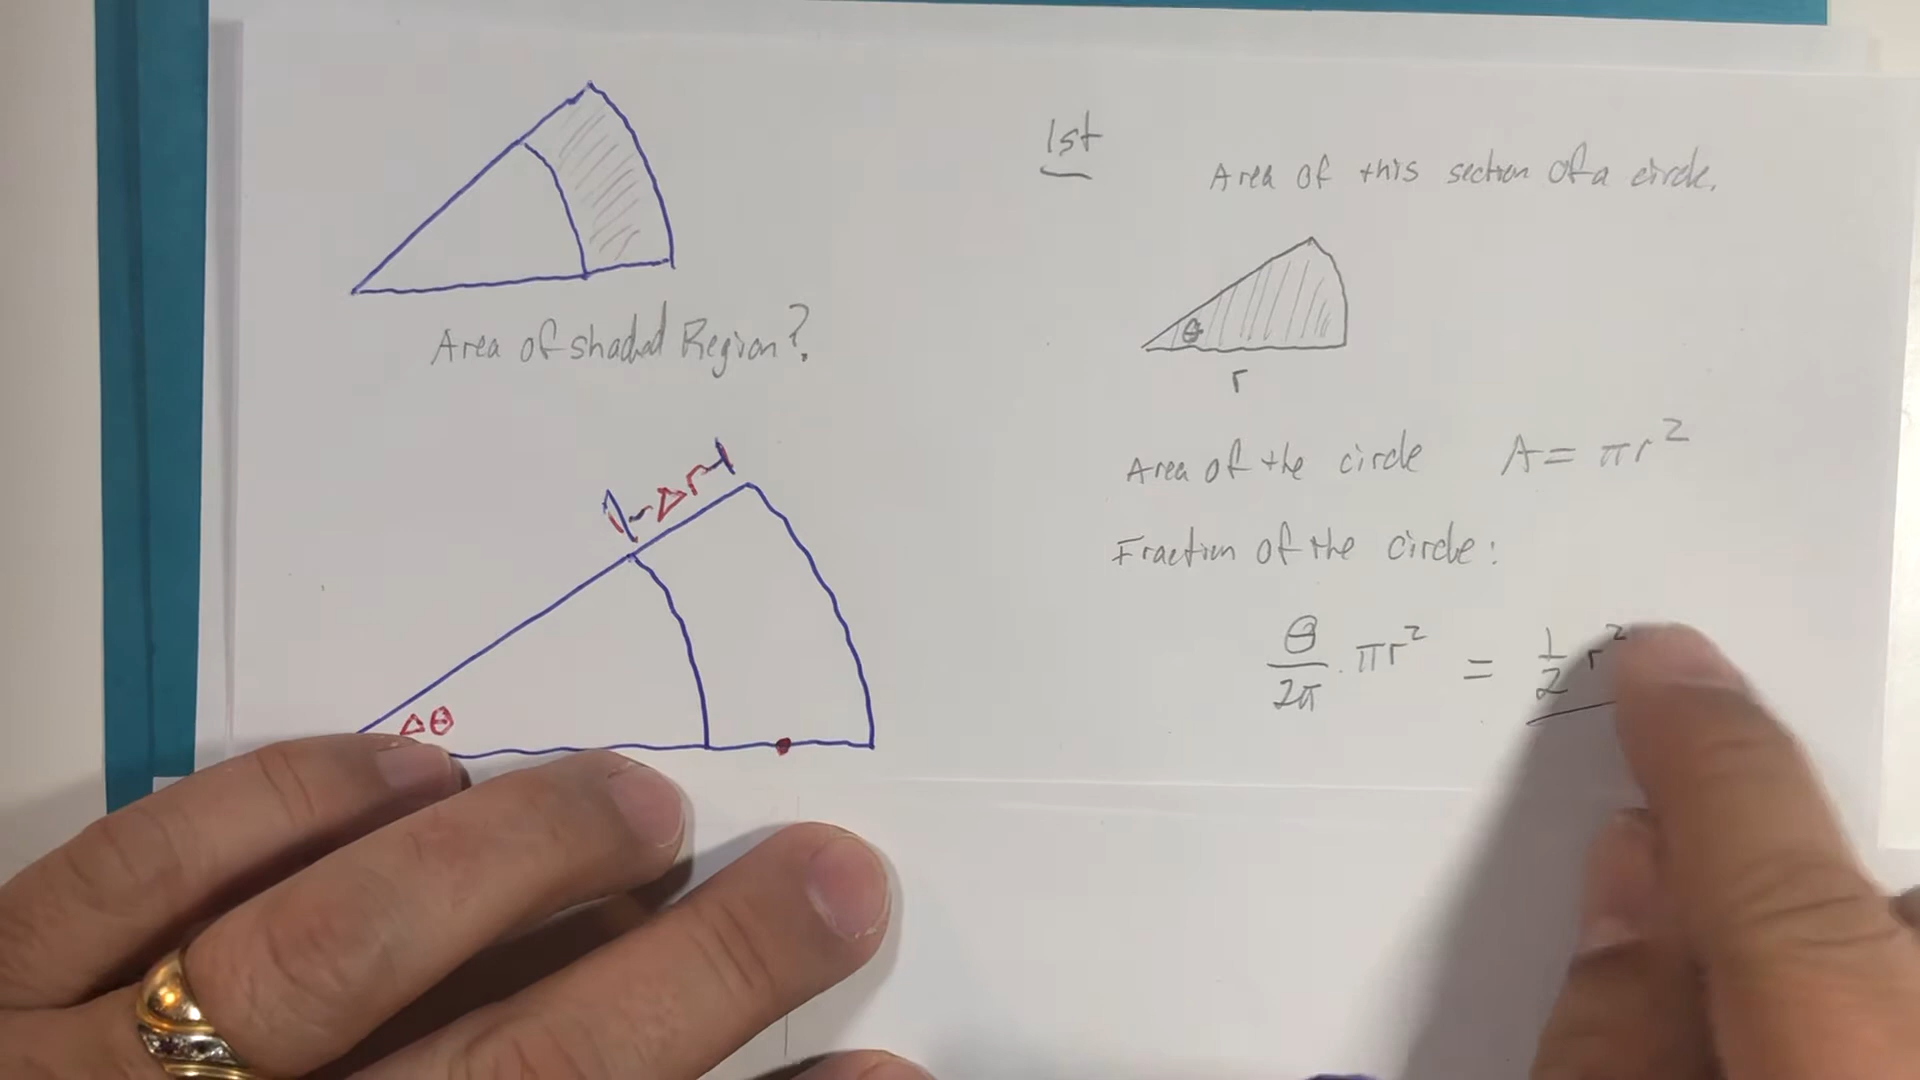 Area of shaded Region?
Δr
Δθ
1st
Area of this section of a circle.
θ
r
Area of the circle A = πr²
Fraction of the circle:
θ/2π · πr² = 1/2 r²